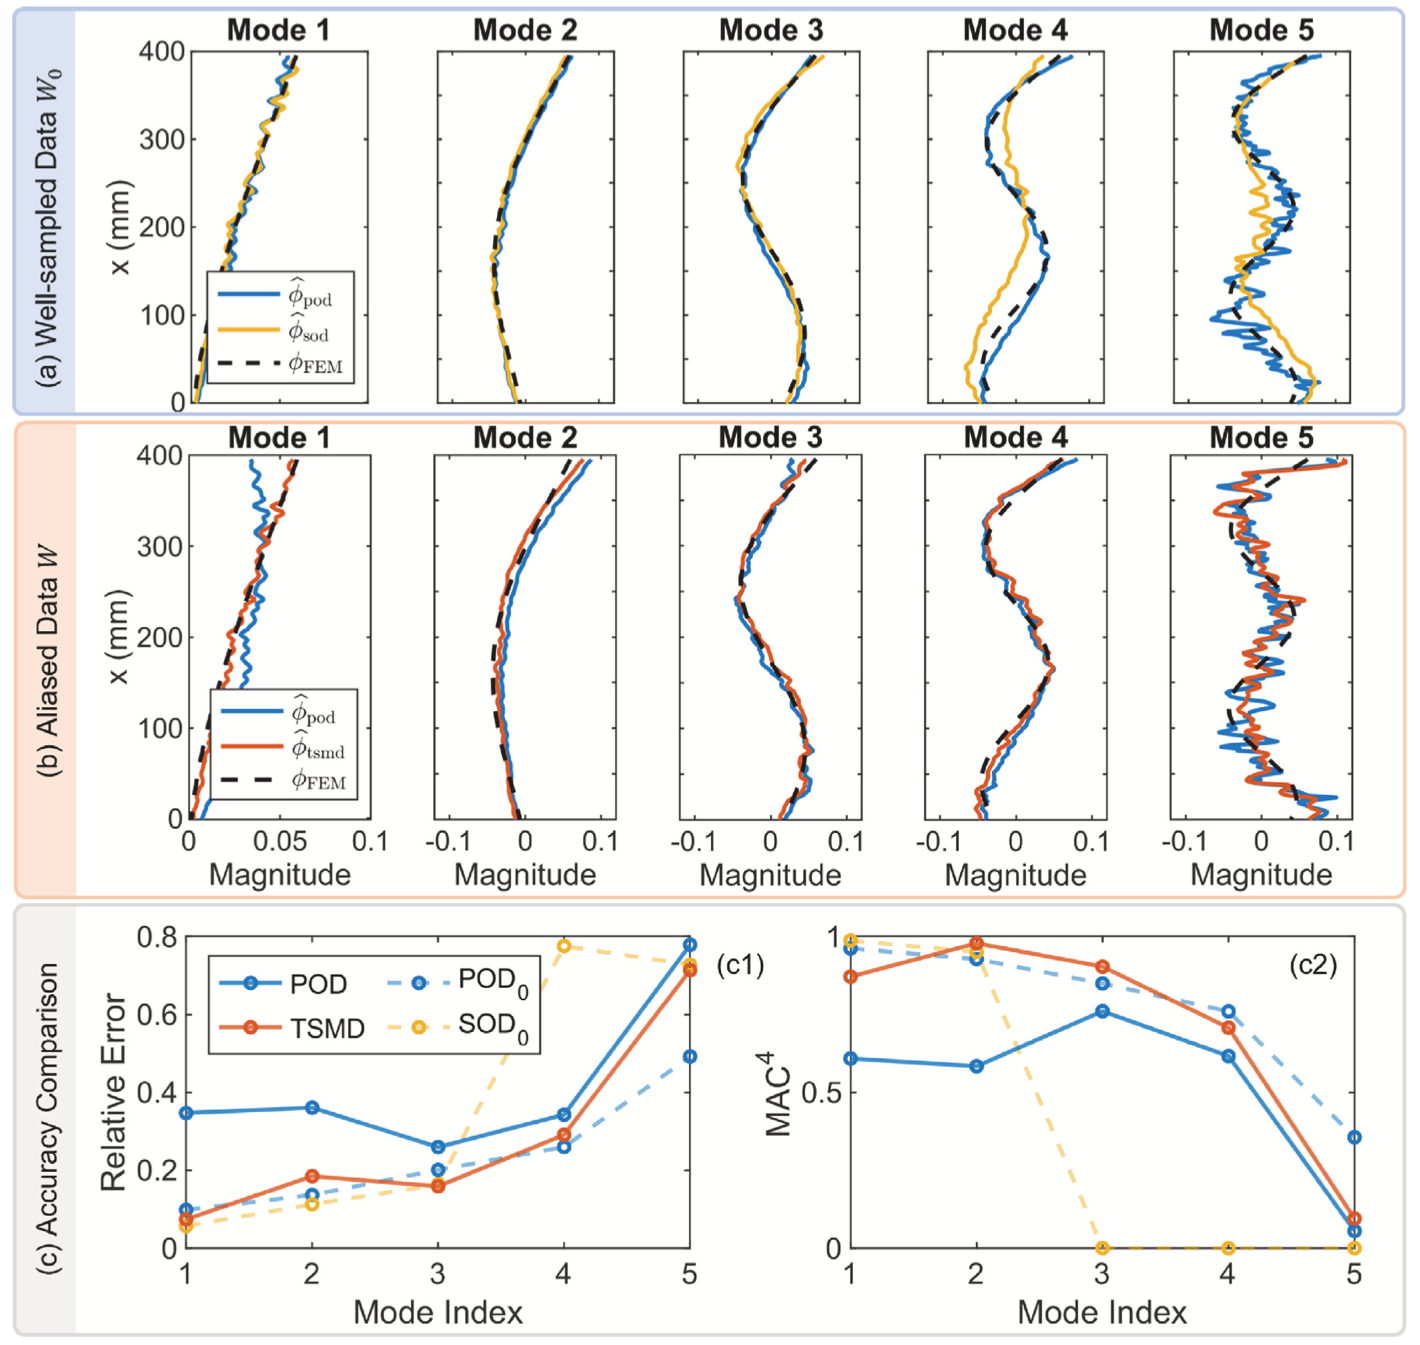 (a) Well-sampled Data W₀
Mode 1 Mode 2 Mode 3 Mode 4 Mode 5
400
300
200
100
0
x (mm)
ϕ̂pod
ϕ̂sod
ϕFEM
(b) Aliased Data W
Mode 1 Mode 2 Mode 3 Mode 4 Mode 5
400
300
200
100
0
x (mm)
ϕ̂pod
ϕ̂tsmd
ϕFEM
0 0.05 0.1 -0.1 0 0.1 -0.1 0 0.1 -0.1 0 0.1 -0.1 0 0.1
Magnitude Magnitude Magnitude Magnitude Magnitude
(c) Accuracy Comparison
0.8
0.6
0.4
0.2
0
Relative Error
POD POD₀
TSMD SOD₀
(c1)
1 2 3 4 5
Mode Index
1
0.5
0
MAC⁴
(c2)
1 2 3 4 5
Mode Index